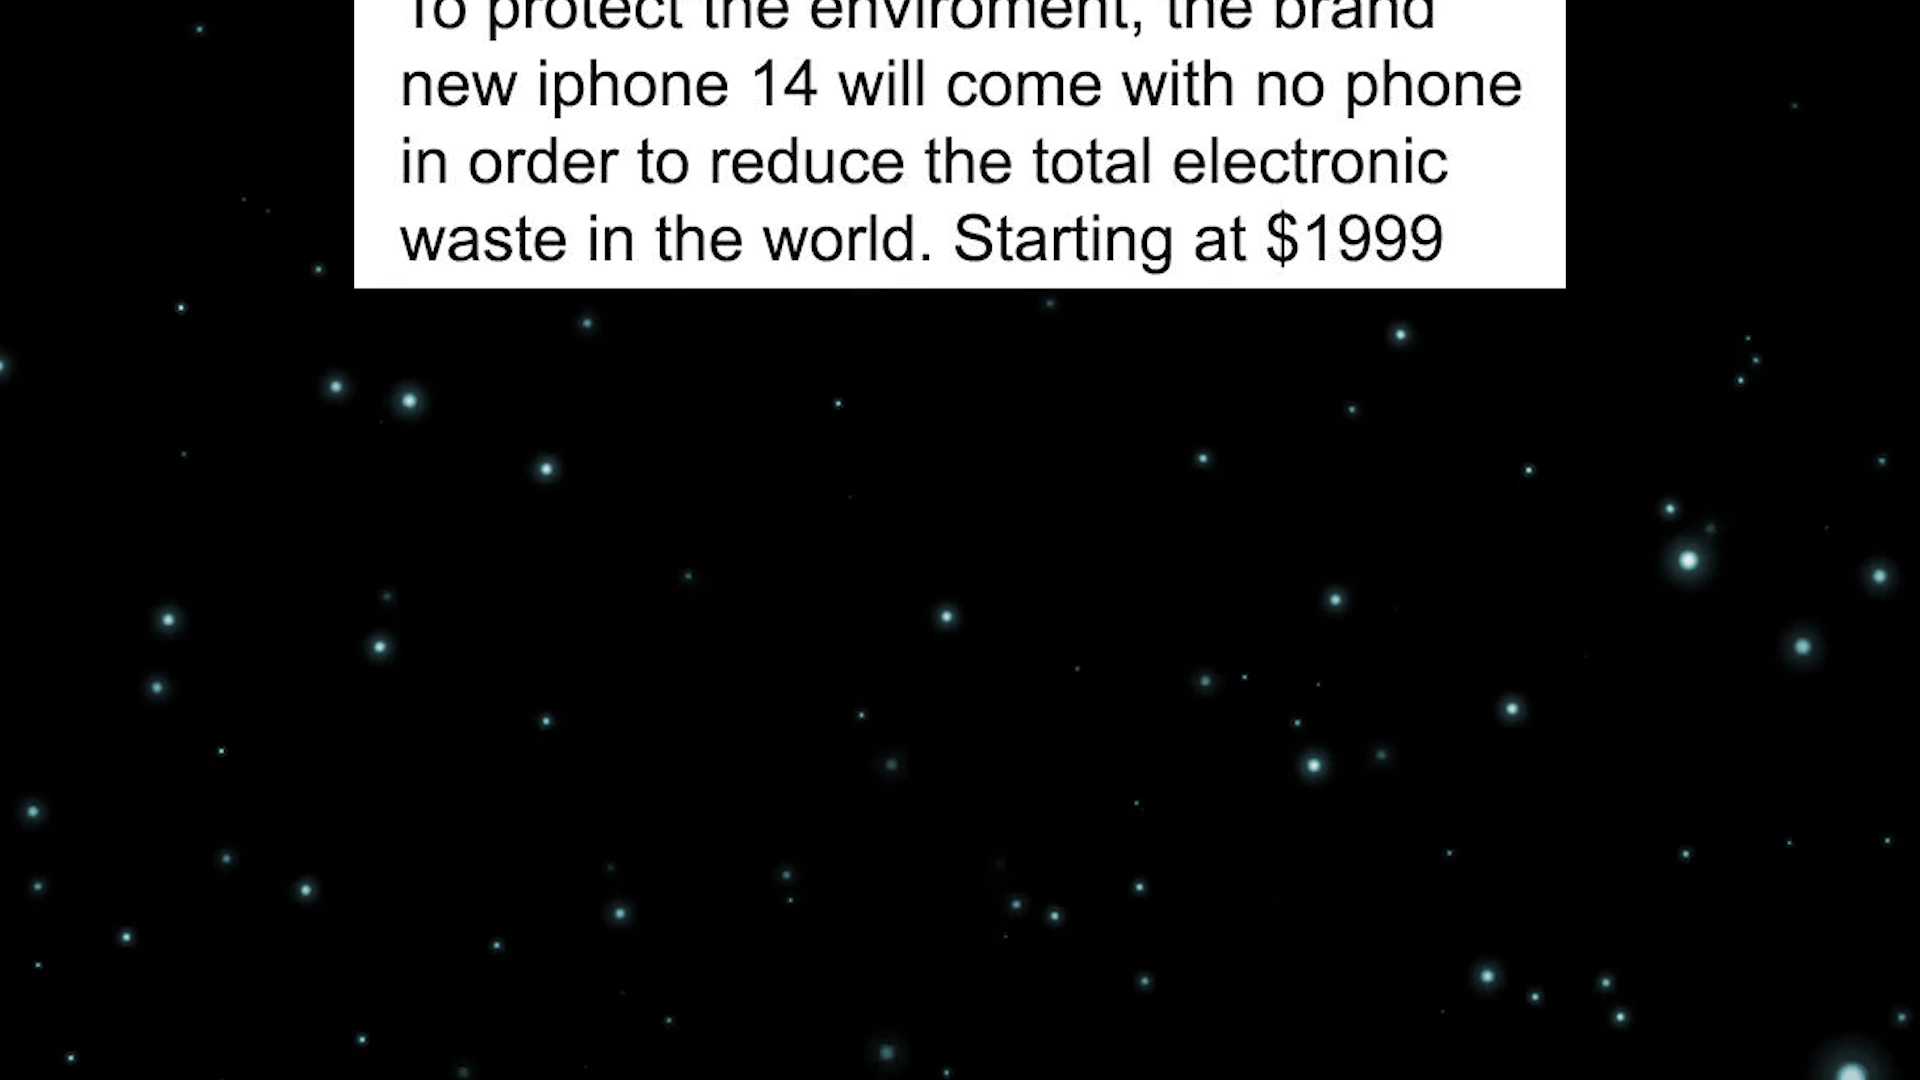 To protect the enviroment, the brand
new iphone 14 will come with no phone
in order to reduce the total electronic
waste in the world. Starting at $1999